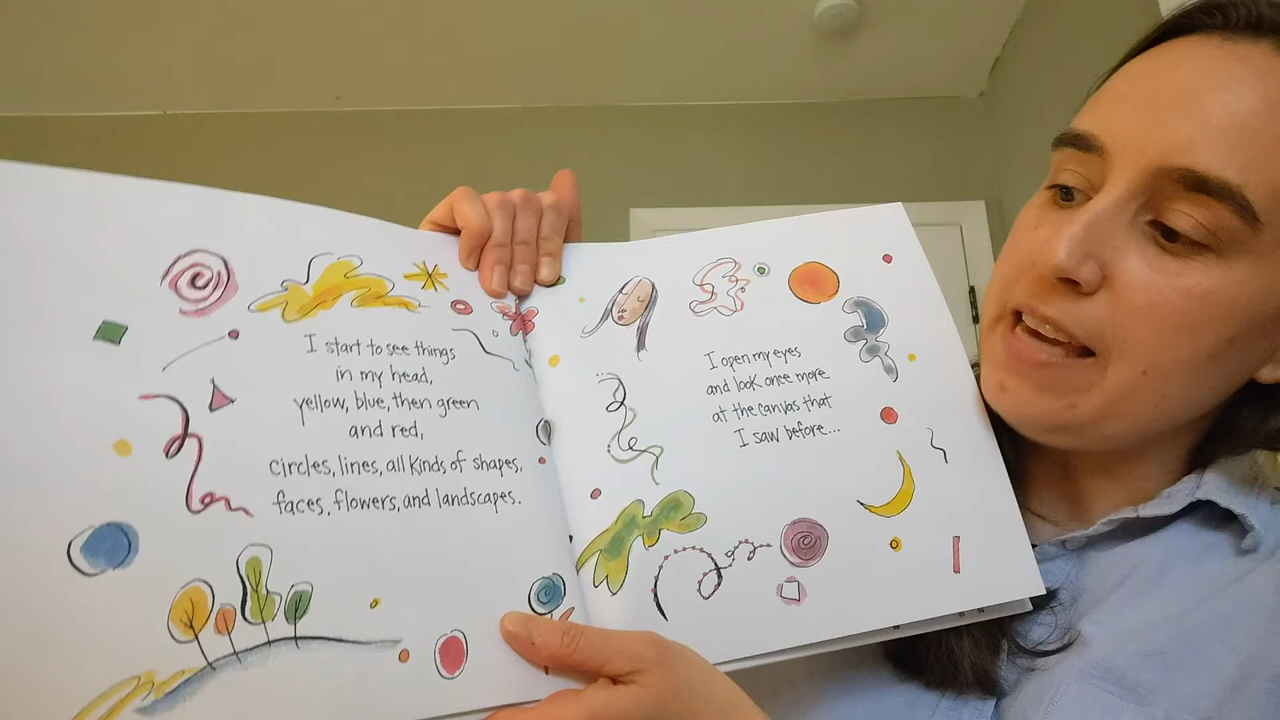 I start to see things
in my head,
yellow, blue, then green
and red,
circles, lines, all kinds of shapes,
faces, flowers, and landscapes.
I open my eyes
and look once more
at the canvas that
I saw before...